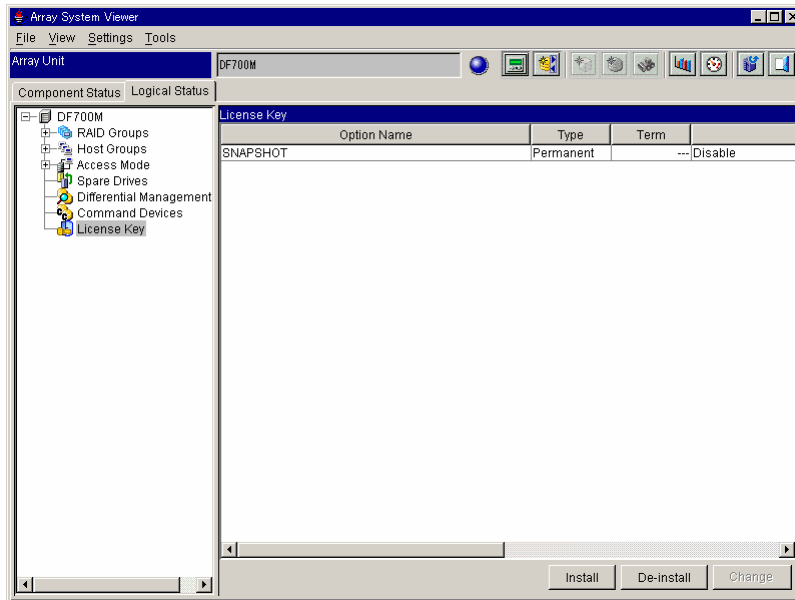 Array System Viewer
File View Settings Tools
Array Unit
DF700M
Component Status Logical Status
DF700M
RAID Groups
Host Groups
Access Mode
Spare Drives
Differential Management
Command Devices
License Key
License Key
Option Name Type Term
SNAPSHOT Permanent --- Disable
Install De-install Change